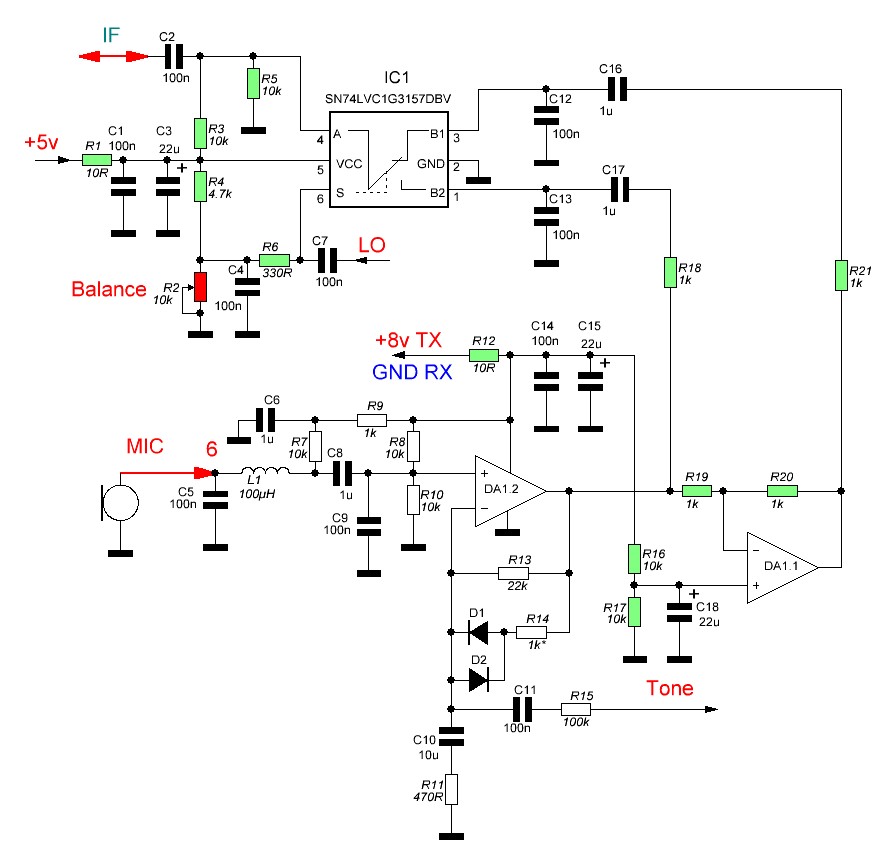 IF
C2
100n
R5
10k
IC1
SN74LVC1G3157DBV
C16
1u
C12
100n
R3
10k
4 A B1 3
+5v
R1
10R
C1
100n
C3
22u
+
5 VCC GND 2
R4
4.7k
6 S B2 1
C17
1u
C13
100n
R6
330R
C7
100n
LO
C4
100n
Balance
R2
10k
R18
1k
R21
1k
+8v TX
GND RX
R12
10R
C14
100n
C15
22u
+
C6
1u
R9
1k
R7
10k
R8
10k
MIC
6
C5
100n
L1
100µH
C8
1u
C9
100n
R10
10k
+
DA1.2
−
R19
1k
R20
1k
R13
22k
R16
10k
−
DA1.1
+
R17
10k
+
C18
22u
D1
R14
1k*
D2
C11
100n
R15
100k
Tone
C10
10u
R11
470R